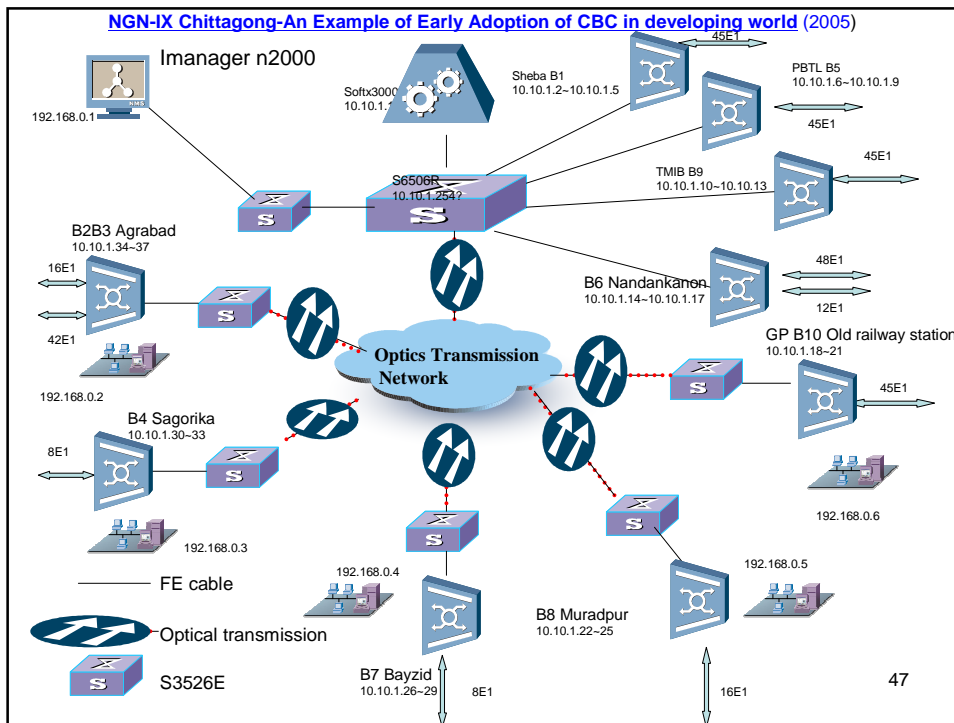 NGN-IX Chittagong-An Example of Early Adoption of CBC in developing world (2005)
Imanager n2000
NMS
192.168.0.1
Softx3000
10.10.1.
Sheba B1
10.10.1.2~10.10.1.5
45E1
PBTL B5
10.10.1.6~10.10.1.9
45E1
S6506R
10.10.1.254?
S
S
TMIB B9
10.10.1.10~10.10.13
45E1
B2B3 Agrabad
10.10.1.34~37
16E1
42E1
S
192.168.0.2
B6 Nandankanon
10.10.1.14~10.10.1.17
48E1
12E1
Optics Transmission
Network
GP B10 Old railway station
10.10.1.18~21
45E1
S
192.168.0.6
B4 Sagorika
10.10.1.30~33
8E1
S
192.168.0.3
S
192.168.0.4
B7 Bayzid
10.10.1.26~29
8E1
S
192.168.0.5
B8 Muradpur
10.10.1.22~25
16E1
FE cable
Optical transmission
S
S3526E
47